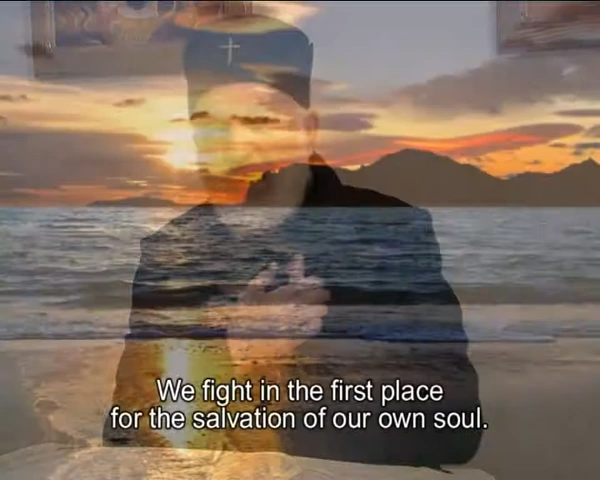 We fight in the first place
for the salvation of our own soul.